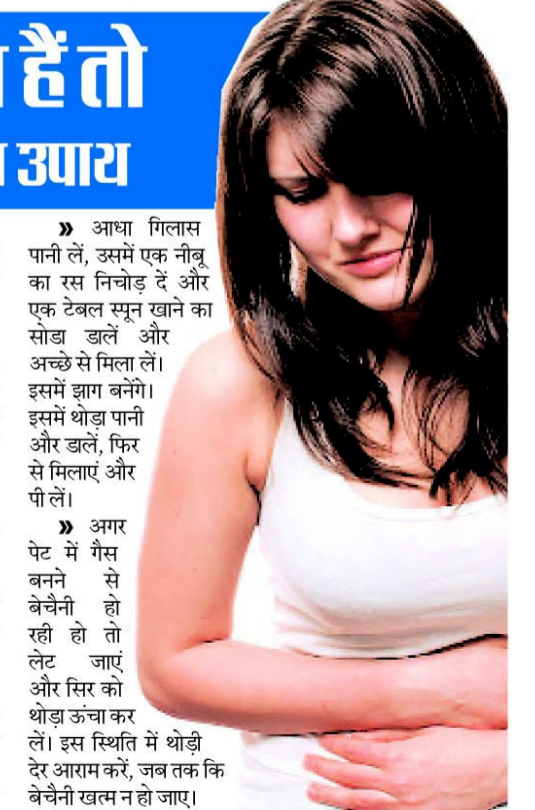 हैं तो
उपाय
» आधा गिलास
पानी लें, उसमें एक नीबू
का रस निचोड़ दें और
एक टेबल स्पून खाने का
सोडा डालें और
अच्छे से मिला लें।
इसमें झाग बनेंगे।
इसमें थोड़ा पानी
और डालें, फिर
से मिलाएं और
पी लें।
» अगर
पेट में गैस
बनने से
बेचैनी हो
रही हो तो
लेट जाएं
और सिर को
थोड़ा ऊंचा कर
लें। इस स्थिति में थोड़ी
देर आराम करें, जब तक कि
बेचैनी खत्म न हो जाए।